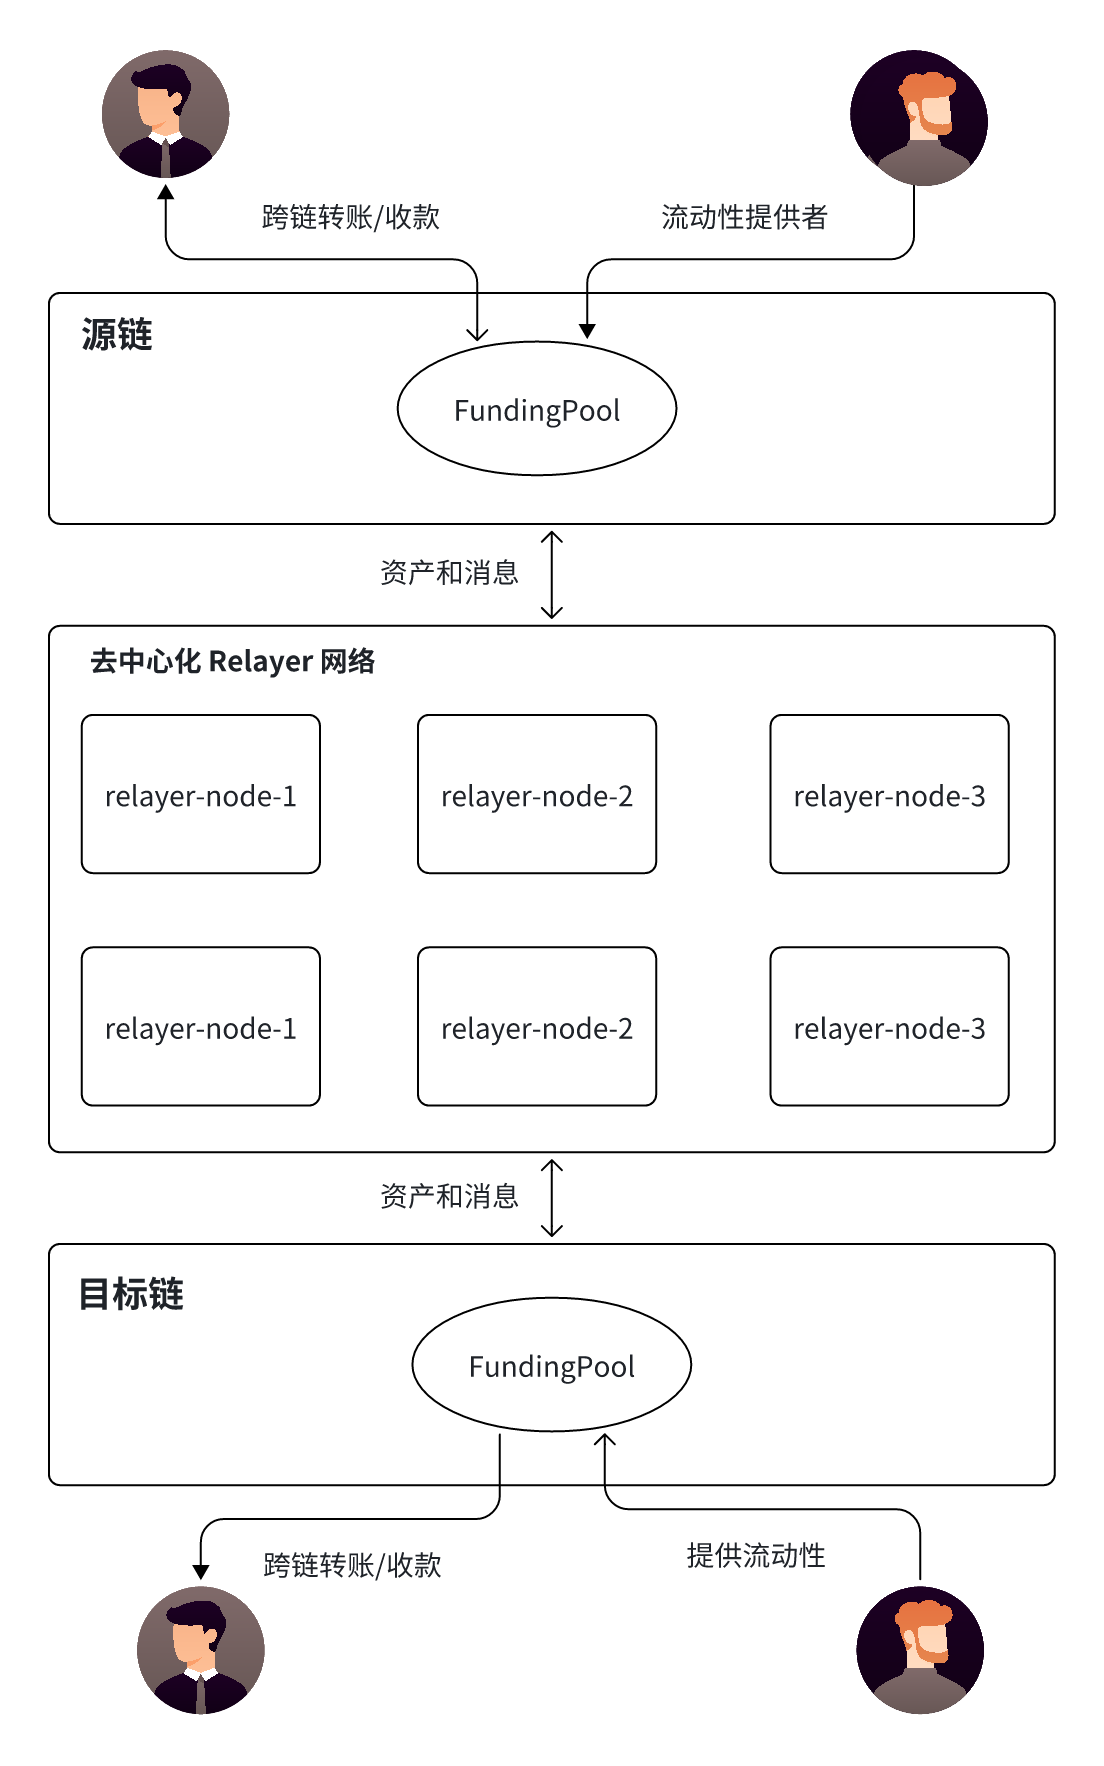 跨链转账/收款
流动性提供者
源链
FundingPool
资产和消息
去中心化 Relayer 网络
relayer-node-1
relayer-node-2
relayer-node-3
relayer-node-1
relayer-node-2
relayer-node-3
资产和消息
目标链
FundingPool
跨链转账/收款
提供流动性